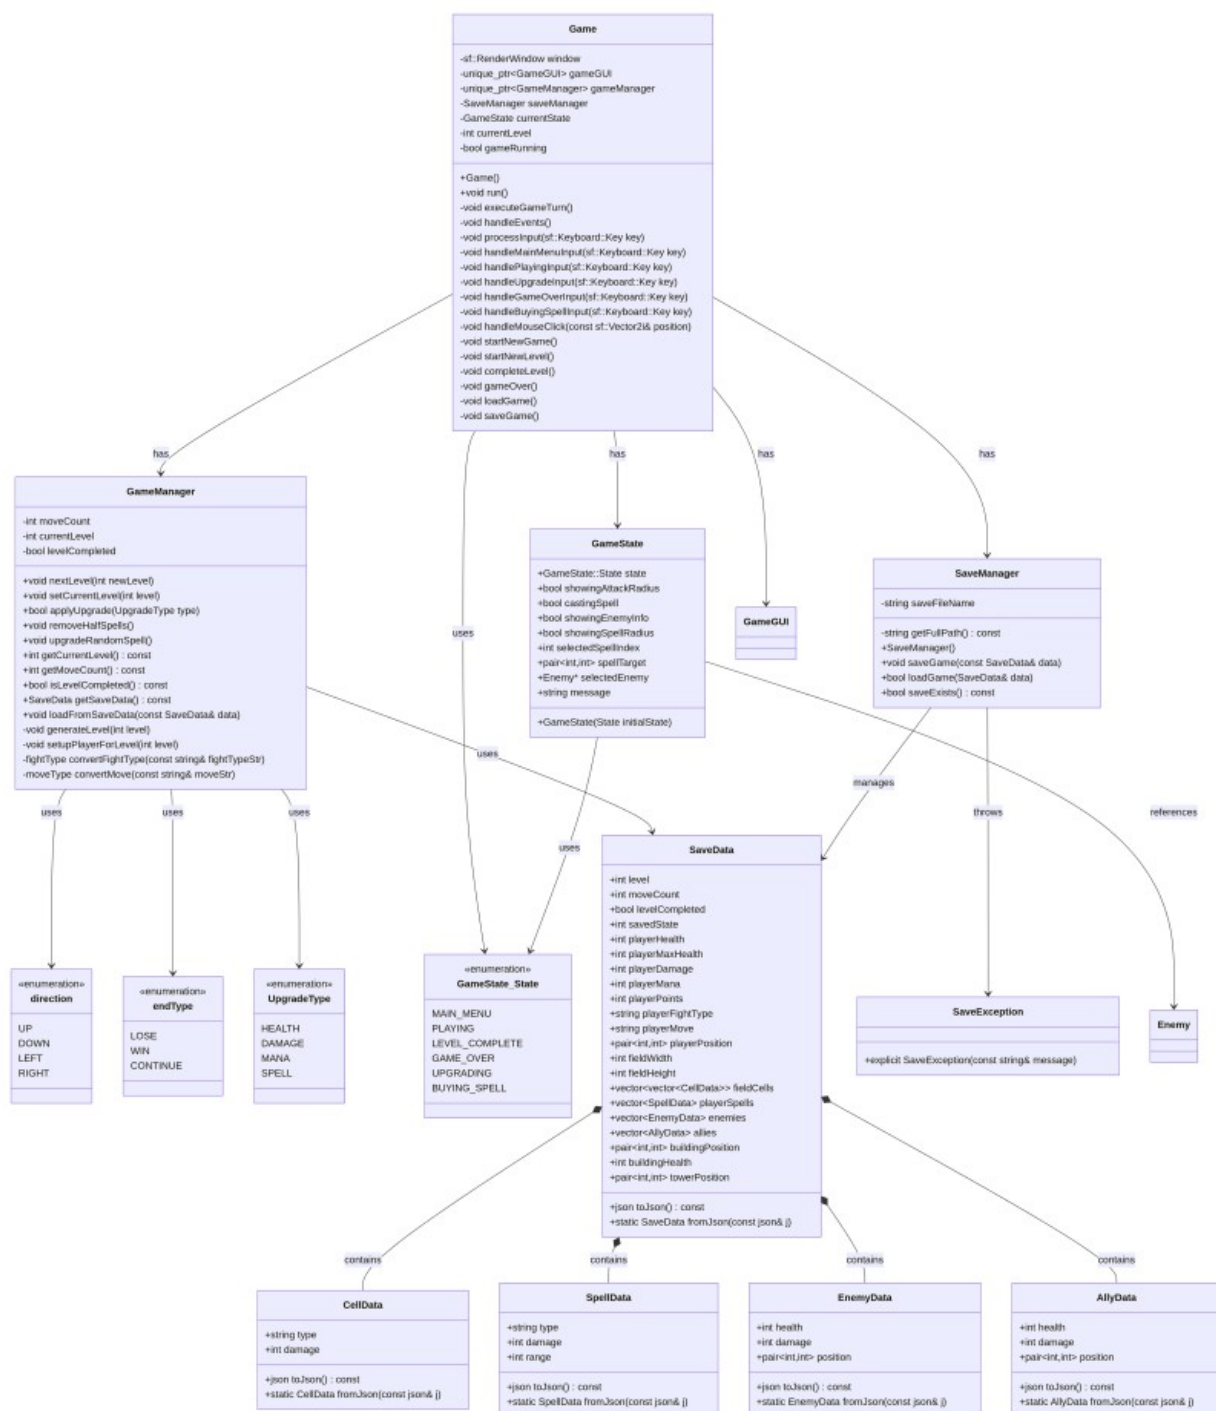 Game
-sf::RenderWindow window
-unique_ptr<GameGUI> gameGUI
-unique_ptr<GameManager> gameManager
-SaveManager saveManager
-GameState currentState
-int currentLevel
-bool gameRunning
+Game()
+void run()
-void executeGameTurn()
-void handleEvents()
-void processInput(sf::Keyboard::Key key)
-void handleMainMenuInput(sf::Keyboard::Key key)
-void handlePlayingInput(sf::Keyboard::Key key)
-void handleUpgradeInput(sf::Keyboard::Key key)
-void handleGameOverInput(sf::Keyboard::Key key)
-void handleBuyingSpellInput(sf::Keyboard::Key key)
-void handleMouseClick(const sf::Vector2i& position)
-void startNewGame()
-void startNewLevel()
-void completeLevel()
-void gameOver()
-void loadGame()
-void saveGame()
has
has
has
has
GameManager
-int moveCount
-int currentLevel
-bool levelCompleted
+void nextLevel(int newLevel)
+void setCurrentLevel(int level)
+bool applyUpgrade(UpgradeType type)
+void removeHalfSpells()
+void upgradeRandomSpell()
+int getCurrentLevel() : const
+int getMoveCount() : const
+bool isLevelCompleted() : const
+SaveData getSaveData() : const
+void loadFromSaveData(const SaveData& data)
-void generateLevel(int level)
-void setupPlayerForLevel(int level)
-fightType convertFightType(const string& fightTypeStr)
-moveType convertMove(const string& moveStr)
uses
GameState
+GameState::State state
+bool showingAttackRadius
+bool castingSpell
+bool showingEnemyInfo
+bool showingSpellRadius
+int selectedSpellIndex
+pair<int,int> spellTarget
+Enemy* selectedEnemy
+string message
+GameState(State initialState)
GameGUI
SaveManager
-string saveFileName
-string getFullPath() : const
+SaveManager()
+void saveGame(const SaveData& data)
+bool loadGame(SaveData& data)
+bool saveExists() : const
uses
manages
uses
uses
uses
throws
references
uses
SaveData
+int level
+int moveCount
+bool levelCompleted
+int savedState
+int playerHealth
+int playerMaxHealth
+int playerDamage
+int playerMana
+int playerPoints
+string playerFightType
+string playerMove
+pair<int,int> playerPosition
+int fieldWidth
+int fieldHeight
+vector<vector<CellData>> fieldCells
+vector<SpellData> playerSpells
+vector<EnemyData> enemies
+vector<AllyData> allies
+pair<int,int> buildingPosition
+int buildingHealth
+pair<int,int> towerPosition
+json toJson() : const
+static SaveData fromJson(const json& j)
«enumeration»
direction
UP
DOWN
LEFT
RIGHT
«enumeration»
endType
LOSE
WIN
CONTINUE
«enumeration»
UpgradeType
HEALTH
DAMAGE
MANA
SPELL
«enumeration»
GameState_State
MAIN_MENU
PLAYING
LEVEL_COMPLETE
GAME_OVER
UPGRADING
BUYING_SPELL
SaveException
+explicit SaveException(const string& message)
Enemy
contains
contains
contains
contains
CellData
+string type
+int damage
+json toJson() : const
+static CellData fromJson(const json& j)
SpellData
+string type
+int damage
+int range
+json toJson() : const
+static SpellData fromJson(const json& j)
EnemyData
+int health
+int damage
+pair<int,int> position
+json toJson() : const
+static EnemyData fromJson(const json& j)
AllyData
+int health
+int damage
+pair<int,int> position
+json toJson() : const
+static AllyData fromJson(const json& j)